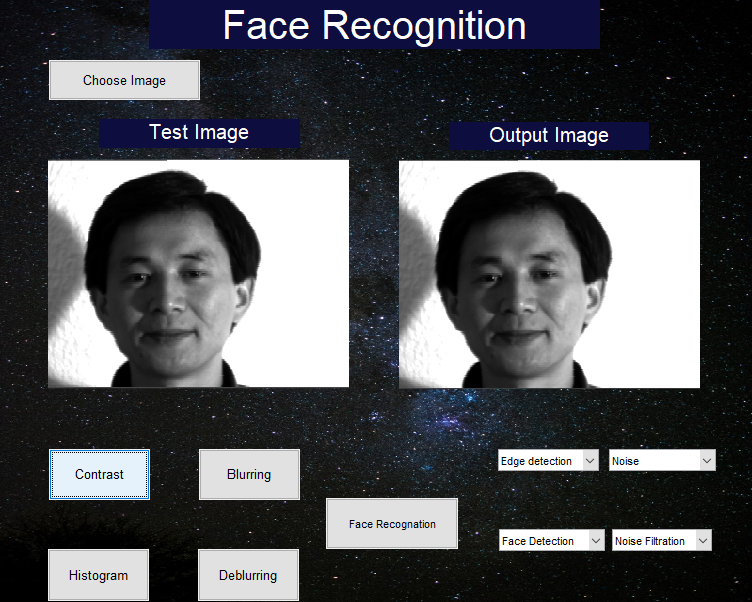 Face Recognition
Choose Image
Test Image
Output Image
Contrast
Blurring
Edge detection
Noise
Face Recognation
Face Detection
Noise Filtration
Histogram
Deblurring